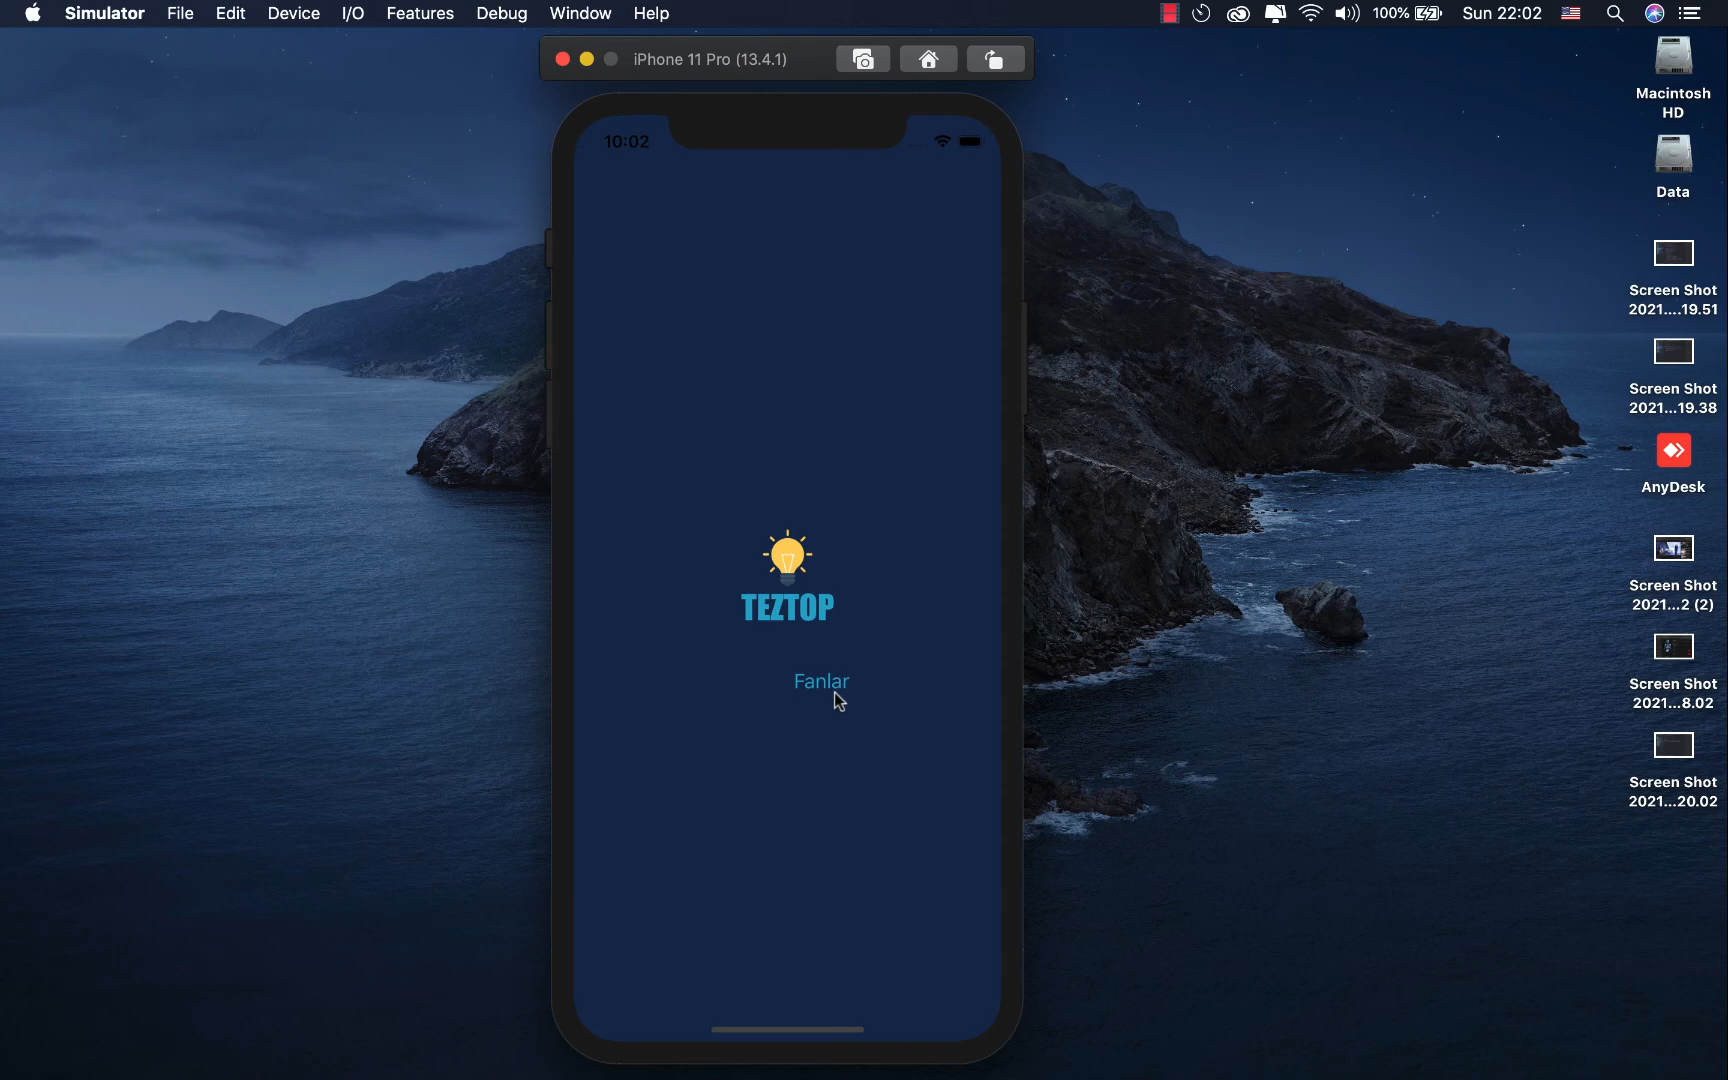 Simulator File Edit Device I/O Features Debug Window Help 100% Sun 22:02
iPhone 11 Pro (13.4.1)
10:02
TEZTOP
Fanlar
Macintosh
HD
Data
Screen Shot
2021....19.51
Screen Shot
2021...19.38
AnyDesk
Screen Shot
2021...2 (2)
Screen Shot
2021...8.02
Screen Shot
2021...20.02